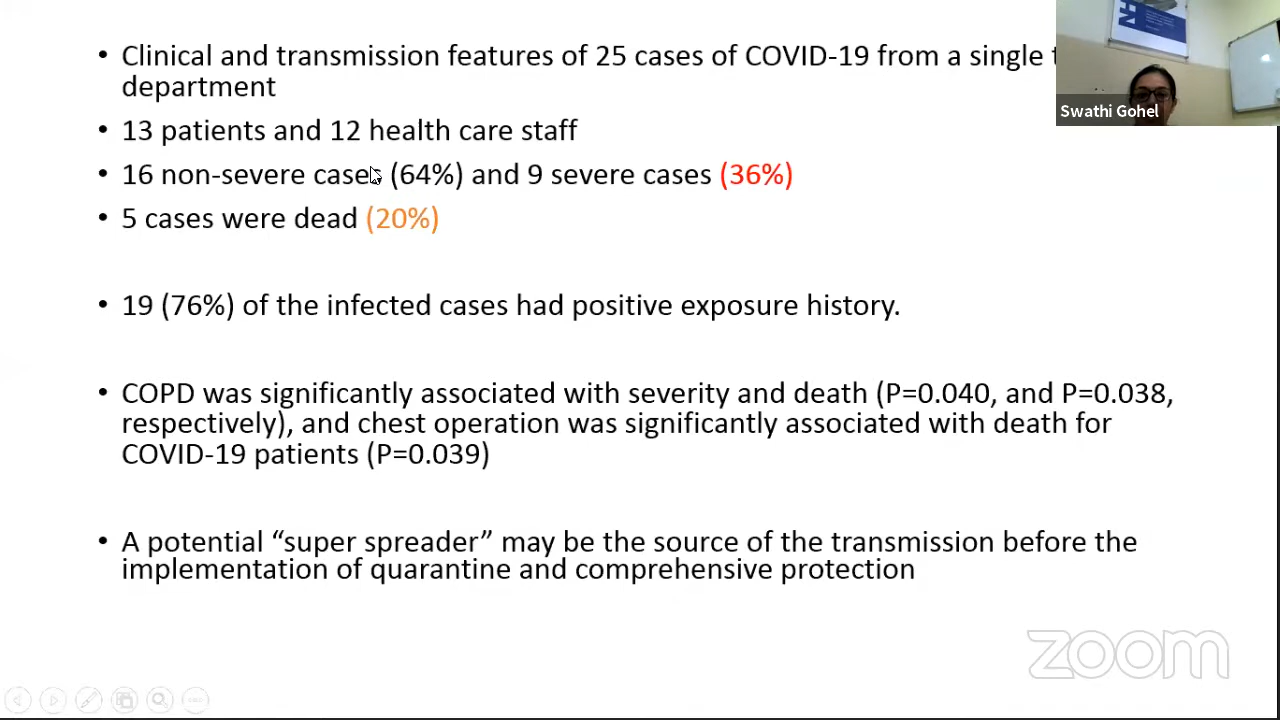 • Clinical and transmission features of 25 cases of COVID-19 from a single
department
• 13 patients and 12 health care staff
• 16 non-severe cases (64%) and 9 severe cases (36%)
• 5 cases were dead (20%)
• 19 (76%) of the infected cases had positive exposure history.
• COPD was significantly associated with severity and death (P=0.040, and P=0.038,
respectively), and chest operation was significantly associated with death for
COVID-19 patients (P=0.039)
• A potential “super spreader” may be the source of the transmission before the
implementation of quarantine and comprehensive protection
Swathi Gohel
zoom